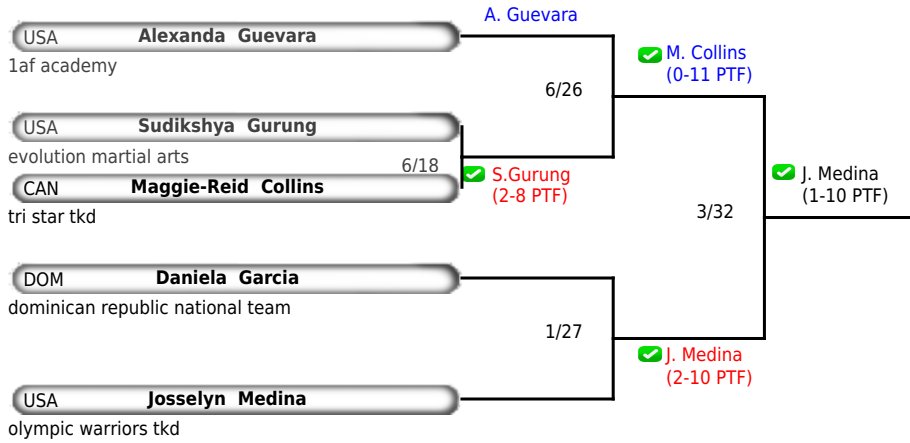 A. Guevara
USA Alexanda Guevara
1af academy
M. Collins
(0-11 PTF)
6/26
USA Sudikshya Gurung
evolution martial arts
6/18
S.Gurung
(2-8 PTF)
CAN Maggie-Reid Collins
tri star tkd
J. Medina
(1-10 PTF)
3/32
DOM Daniela Garcia
dominican republic national team
1/27
J. Medina
(2-10 PTF)
USA Josselyn Medina
olympic warriors tkd